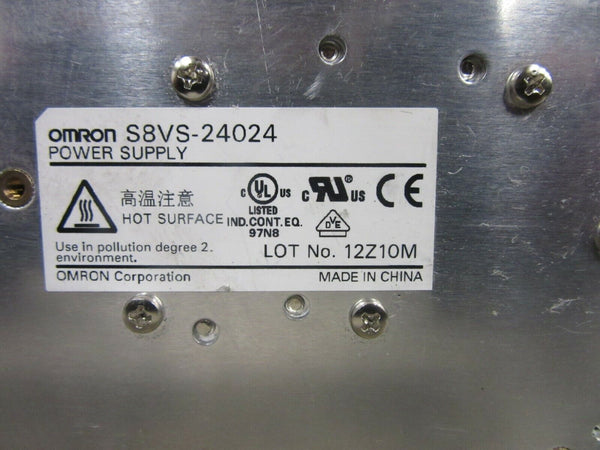 OMRON S8VS-24024
POWER SUPPLY
高温注意
HOT SURFACE
C UL US
LISTED
IND.CONT.EQ.
97N8
C RU US
CE
DVE
LOT No. 12Z10M
Use in pollution degree 2.
environment.
OMRON Corporation
MADE IN CHINA